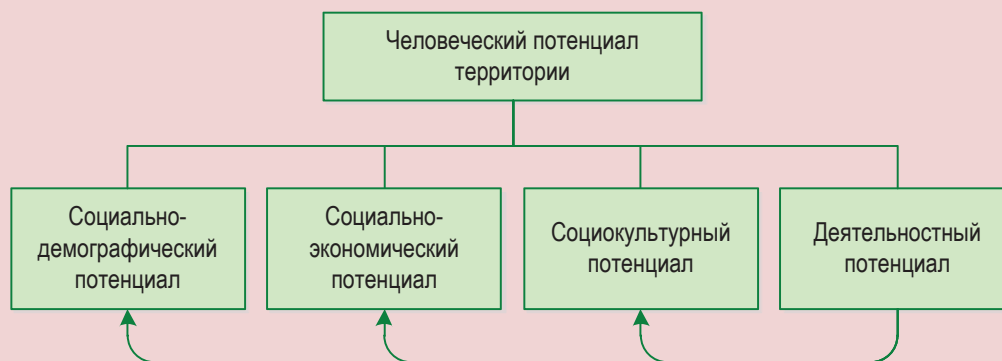 Человеческий потенциал
территории
Социально-
демографический
потенциал
Социально-
экономический
потенциал
Социокультурный
потенциал
Деятельностный
потенциал